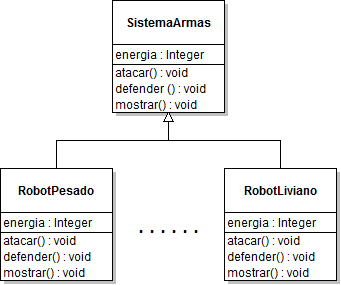 SistemaArmas
energia : Integer
atacar() : void
defender () : void
mostrar() : void
RobotPesado
energia : Integer
atacar() : void
defender() : void
mostrar() : void
......
RobotLiviano
energia : Integer
atacar() : void
defender() : void
mostrar() : void